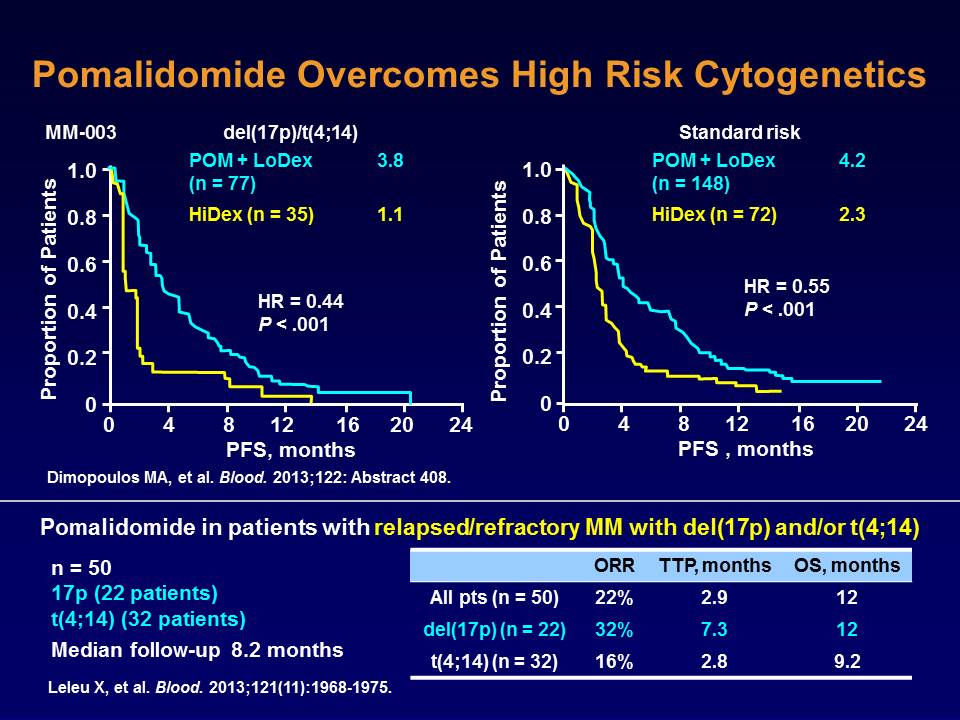 Pomalidomide Overcomes High Risk Cytogenetics
MM-003
del(17p)/t(4;14)
POM + LoDex 3.8
(n = 77)
HiDex (n = 35) 1.1
HR = 0.44
P < .001
Proportion of Patients
1.0
0.8
0.6
0.4
0.2
0
0 4 8 12 16 20 24
PFS, months
Standard risk
POM + LoDex 4.2
(n = 148)
HiDex (n = 72) 2.3
HR = 0.55
P < .001
Proportion of Patients
1.0
0.8
0.6
0.4
0.2
0
0 4 8 12 16 20 24
PFS , months
Dimopoulos MA, et al. Blood. 2013;122: Abstract 408.
Pomalidomide in patients with relapsed/refractory MM with del(17p) and/or t(4;14)
n = 50
17p (22 patients)
t(4;14) (32 patients)
Median follow-up 8.2 months
ORR TTP, months OS, months
All pts (n = 50) 22% 2.9 12
del(17p) (n = 22) 32% 7.3 12
t(4;14) (n = 32) 16% 2.8 9.2
Leleu X, et al. Blood. 2013;121(11):1968-1975.